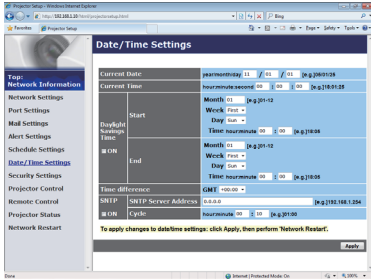 Projector Setup - Windows Internet Explorer
http://192.168.1.10/html/projectorsetup.html
Bing
Favorites Projector Setup
Page Safety Tools
Date/Time Settings
Top:
Network Information
Network Settings
Port Settings
Mail Settings
Alert Settings
Schedule Settings
Date/Time Settings
Security Settings
Projector Control
Remote Control
Projector Status
Network Restart
Current Date year/month/day 11 / 01 / 01 [e.g.]05/01/25
Current Time hour:minute:second 00 : 00 : 00 [e.g.]18:01:25
Daylight Savings Time
ON
Start
Month 01 [e.g.]01-12
Week First
Day Sun
Time hour:minute 00 : 00 [e.g.]18:05
End
Month 01 [e.g.]01-12
Week First
Day Sun
Time hour:minute 00 : 00 [e.g.]18:05
Time difference GMT +00:00
SNTP SNTP Server Address 0.0.0.0 [e.g.]192.168.1.254
ON Cycle hour:minute 00 : 10 [e.g.]01:00
To apply changes to date/time settings: click Apply, then perform 'Network Restart'.
Apply
Done Internet | Protected Mode: On 100%